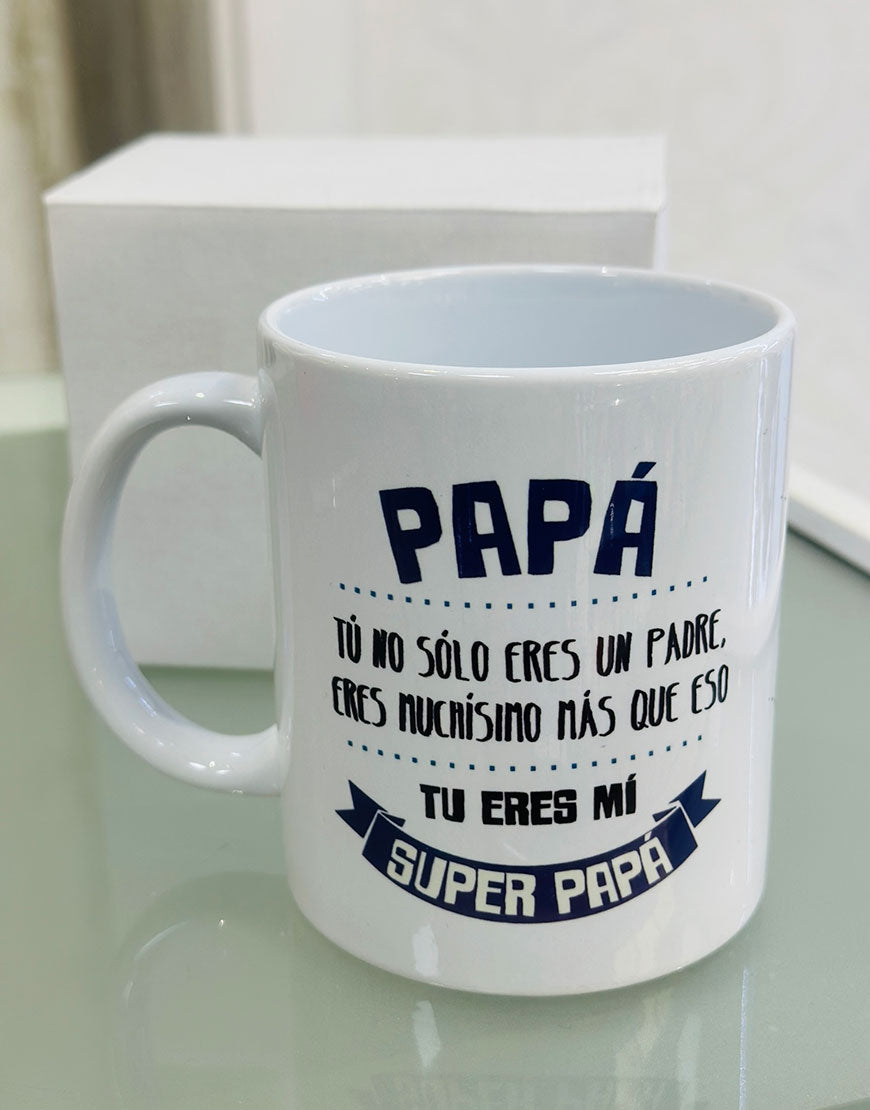 PAPÁ
TÚ NO SÓLO ERES UN PADRE,
ERES MUCHÍSIMO MÁS QUE ESO
TU ERES MÍ
SUPER PAPÁ